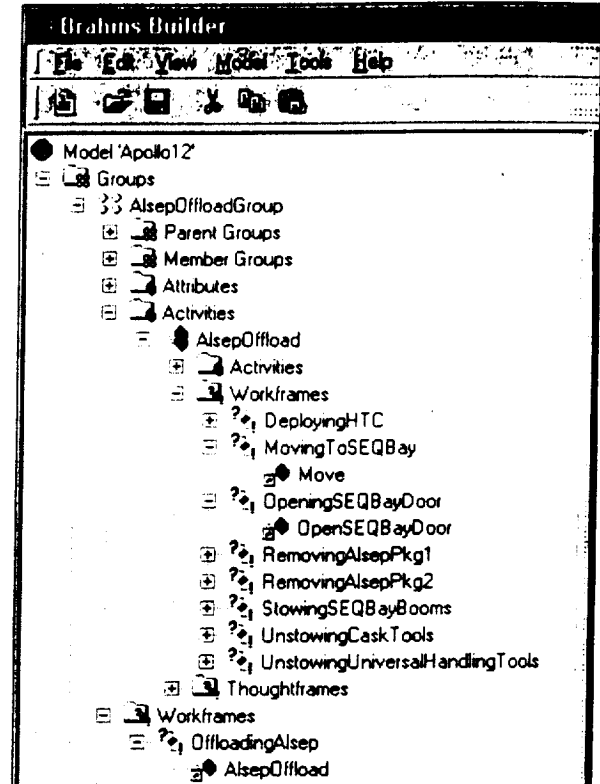 Brahms Builder
File Edit View Model Tools Help
Model 'Apollo12'
Groups
AlsepOffloadGroup
Parent Groups
Member Groups
Attributes
Activities
AlsepOffload
Activities
Workframes
DeployingHTC
MovingToSEQBay
Move
OpeningSEQBayDoor
OpenSEQBayDoor
RemovingAlsepPkg1
RemovingAlsepPkg2
StowingSEQBayBooms
UnstowingCaskTools
UnstowingUniversalHandlingTools
Thoughtframes
Workframes
OffloadingAlsep
AlsepOffload